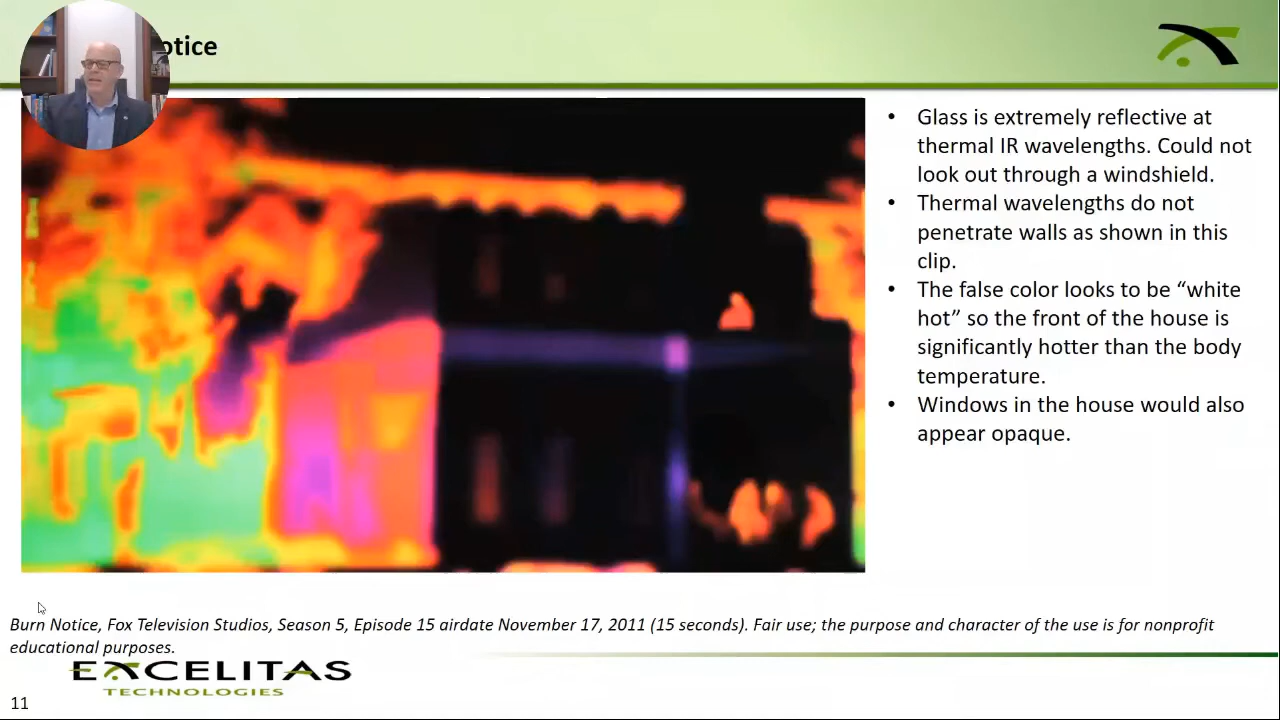 otice
• Glass is extremely reflective at
thermal IR wavelengths. Could not
look out through a windshield.
• Thermal wavelengths do not
penetrate walls as shown in this
clip.
• The false color looks to be “white
hot” so the front of the house is
significantly hotter than the body
temperature.
• Windows in the house would also
appear opaque.
Burn Notice, Fox Television Studios, Season 5, Episode 15 airdate November 17, 2011 (15 seconds). Fair use; the purpose and character of the use is for nonprofit
educational purposes.
EXCELITAS
TECHNOLOGIES
11